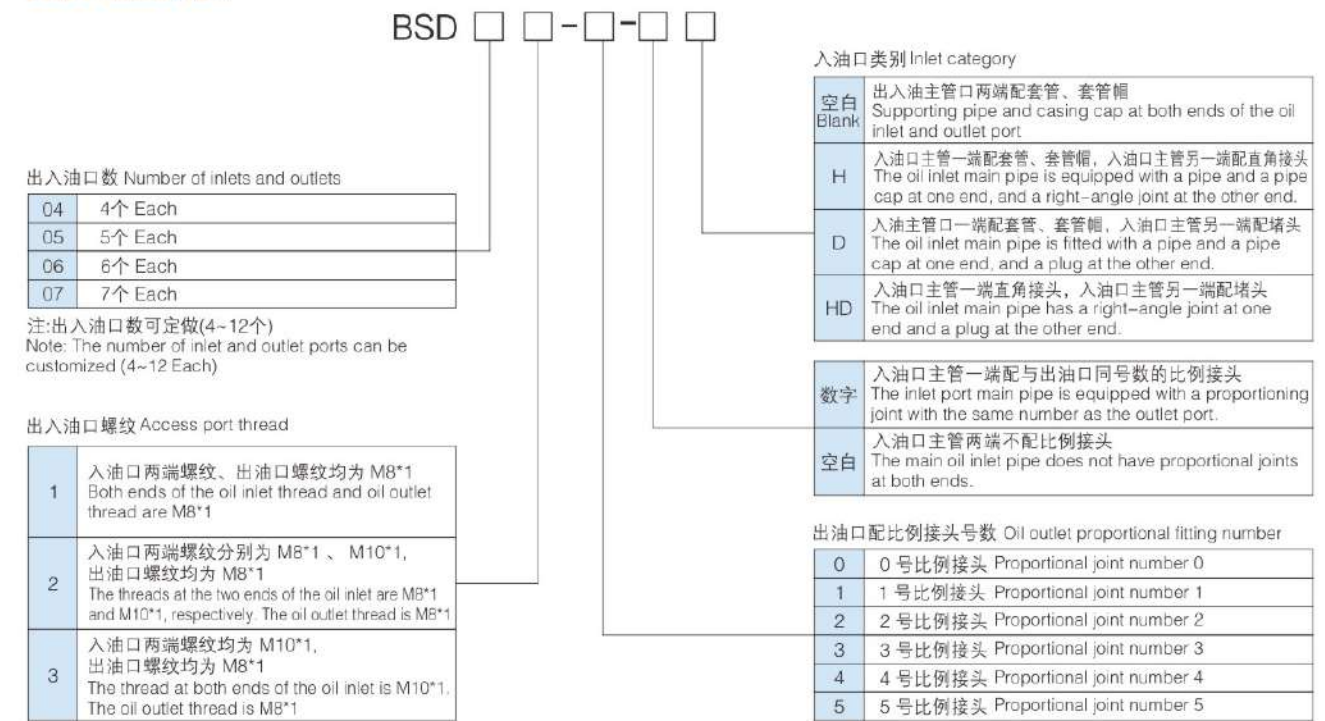 BSD □ □-□-□ □
出入油口数 Number of inlets and outlets
04 4个 Each
05 5个 Each
06 6个 Each
07 7个 Each
注:出入油口数可定做(4~12个)
Note: The number of inlet and outlet ports can be
customized (4~12 Each)
出入油口螺纹 Access port thread
1
入油口两端螺纹、出油口螺纹均为 M8*1
Both ends of the oil inlet thread and oil outlet
thread are M8*1
2
入油口两端螺纹分别为 M8*1 、 M10*1,
出油口螺纹均为 M8*1
The threads at the two ends of the oil inlet are M8*1
and M10*1, respectively. The oil outlet thread is M8*1
3
入油口两端螺纹均为 M10*1,
出油口螺纹均为 M8*1
The thread at both ends of the oil inlet is M10*1.
The oil outlet thread is M8*1
入油口类别 Inlet category
空白
Blank
出入油主管口两端配套管、套管帽
Supporting pipe and casing cap at both ends of the oil
inlet and outlet port
H
入油口主管一端配套管、套管帽，入油口主管另一端配直角接头
The oil inlet main pipe is equipped with a pipe and a pipe
cap at one end, and a right-angle joint at the other end.
D
入油主管口一端配套管、套管帽，入油口主管另一端配堵头
The oil inlet main pipe is fitted with a pipe and a pipe
cap at one end, and a plug at the other end.
HD
入油口主管一端直角接头，入油口主管另一端配堵头
The oil inlet main pipe has a right-angle joint at one
end and a plug at the other end.
数字
入油口主管一端配与出油口同号数的比例接头
The inlet port main pipe is equipped with a proportioning
joint with the same number as the outlet port.
空白
入油口主管两端不配比例接头
The main oil inlet pipe does not have proportional joints
at both ends.
出油口配比例接头号数 Oil outlet proportional fitting number
0 0 号比例接头 Proportional joint number 0
1 1 号比例接头 Proportional joint number 1
2 2 号比例接头 Proportional joint number 2
3 3 号比例接头 Proportional joint number 3
4 4 号比例接头 Proportional joint number 4
5 5 号比例接头 Proportional joint number 5